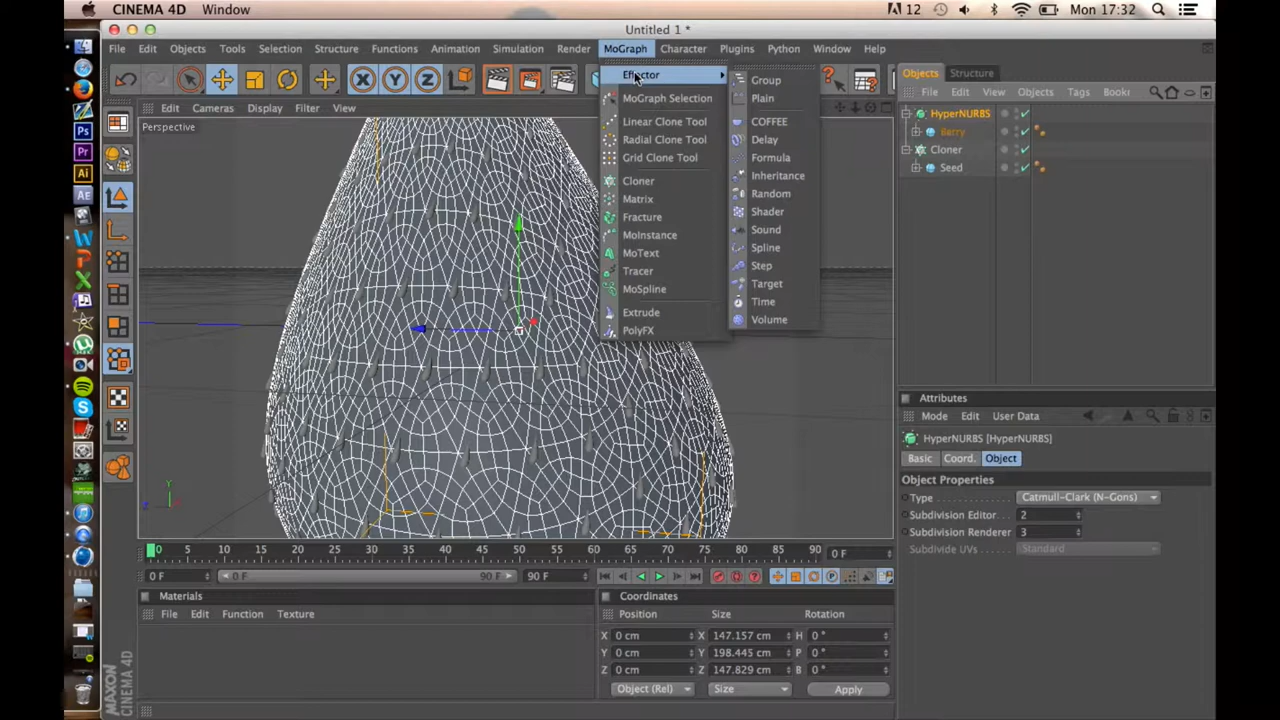 CINEMA 4D Window
12 Mon 17:32
Untitled 1 *
File Edit Objects Tools Selection Structure Functions Animation Simulation Render MoGraph Character Plugins Python Window Help
X Y Z
Edit Cameras Display Filter View
Perspective
Effector
MoGraph Selection
Linear Clone Tool
Radial Clone Tool
Grid Clone Tool
Cloner
Matrix
Fracture
MoInstance
MoText
Tracer
MoSpline
Extrude
PolyFX
Group
Plain
COFFEE
Delay
Formula
Inheritance
Random
Shader
Sound
Spline
Step
Target
Time
Volume
Objects Structure
File Edit View Objects Tags Bookr
HyperNURBS
Berry
Cloner
Seed
Attributes
Mode Edit User Data
HyperNURBS [HyperNURBS]
Basic Coord. Object
Object Properties
Type Catmull-Clark (N-Gons)
Subdivision Editor 2
Subdivision Renderer 3
Subdivide UVs Standard
Ps
Pr
Ai
Ae
Y
0 5 10 15 20 25 30 35 40 45 50 55 60 65 70 75 80 85 90 0 F
0 F 0 F 90 F 90 F
Materials
File Edit Function Texture
Coordinates
Position Size Rotation
X 0 cm X 147.157 cm H 0 °
Y 0 cm Y 198.445 cm P 0 °
Z 0 cm Z 147.829 cm B 0 °
Object (Rel) Size Apply
MAXON CINEMA 4D